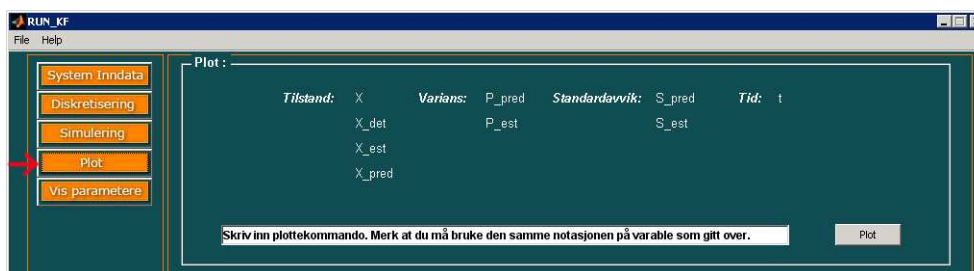 RUN_KF
File Help
System Inndata
Diskretisering
Simulering
Plot
Vis parametere
Plot :
Tilstand: X Varians: P_pred Standardavvik: S_pred Tid: t
X_det P_est S_est
X_est
X_pred
Skriv inn plottekommando. Merk at du må bruke den samme notasjonen på varable som gitt over. Plot